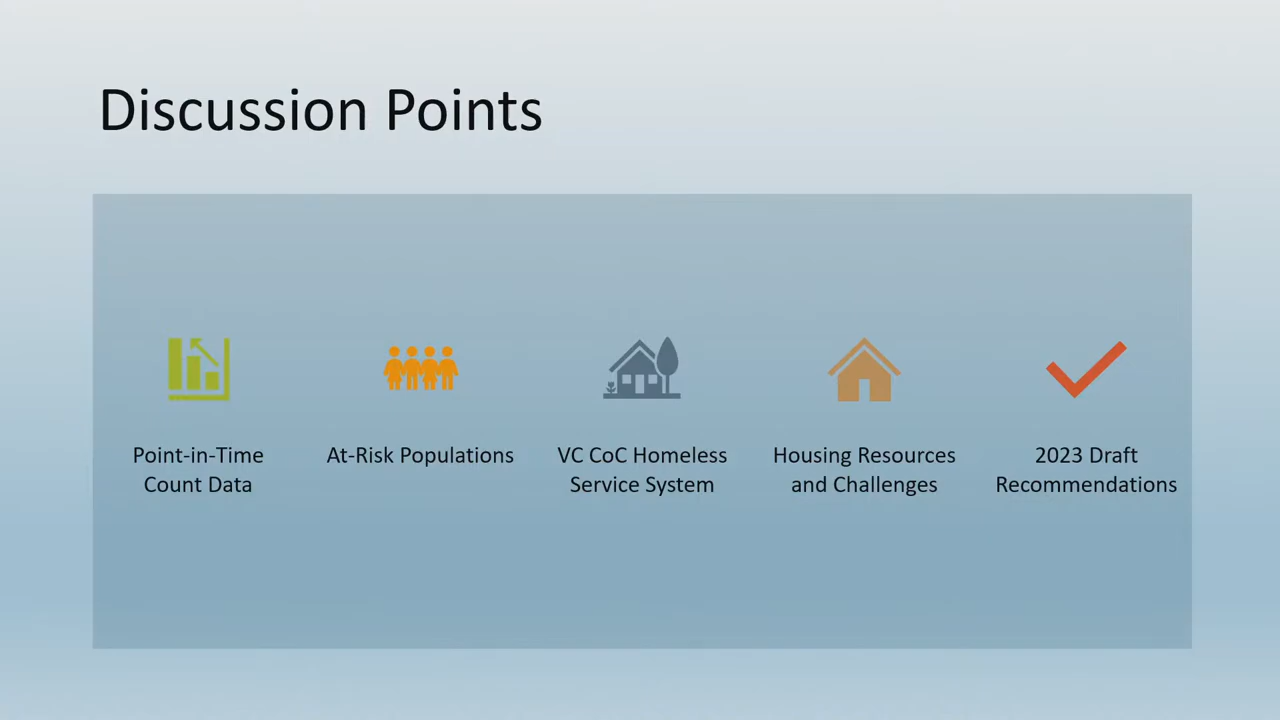 Discussion Points
Point-in-Time
Count Data
At-Risk Populations
VC CoC Homeless
Service System
Housing Resources
and Challenges
2023 Draft
Recommendations